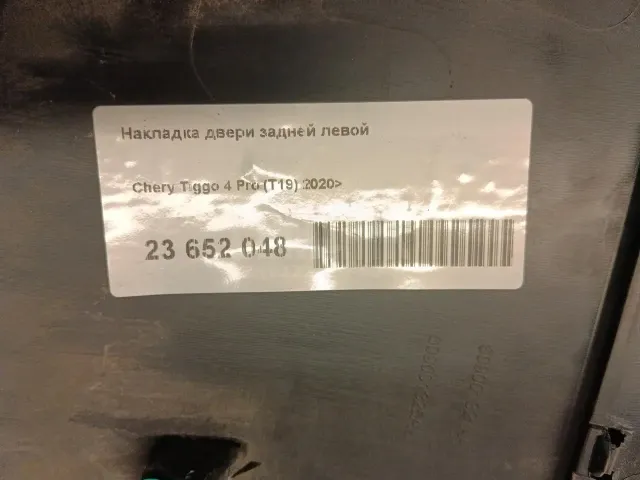 Накладка двери задней левой
Chery Tiggo 4 Pro (T19) 2020>
23 652 048